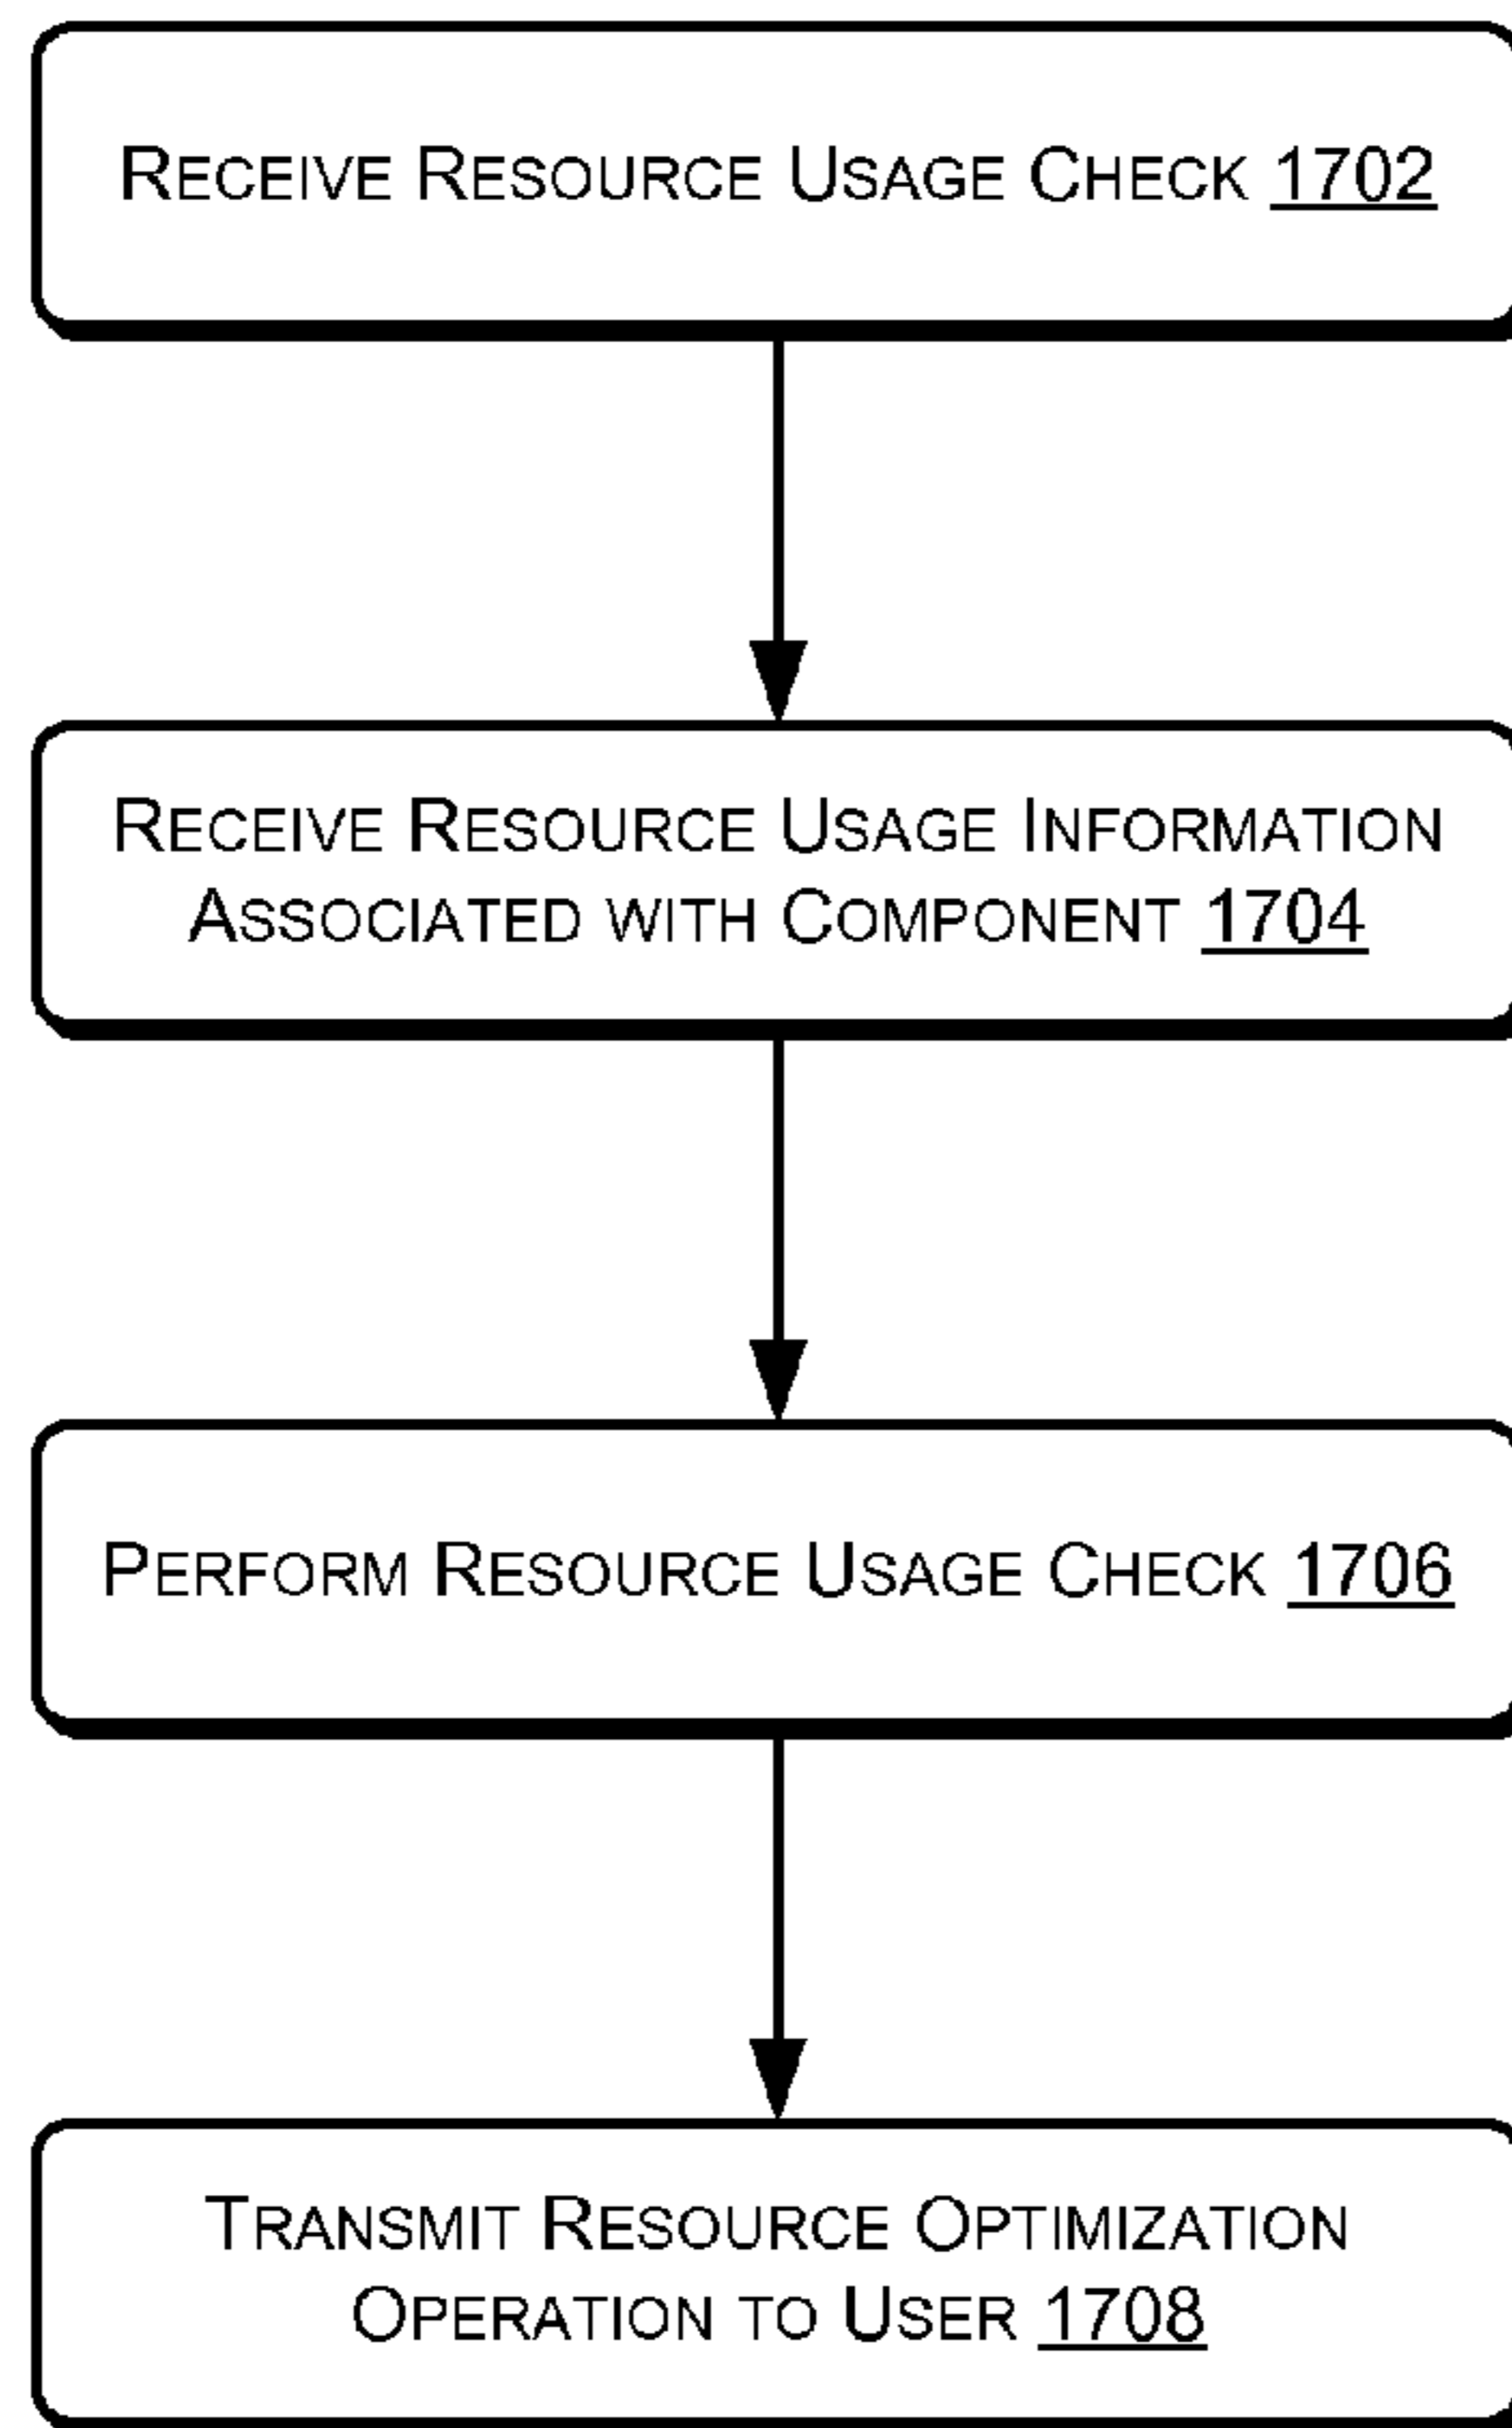 RECEIVE RESOURCE USAGE CHECK 1702
RECEIVE RESOURCE USAGE INFORMATION
ASSOCIATED WITH COMPONENT 1704
PERFORM RESOURCE USAGE CHECK 1706
TRANSMIT RESOURCE OPTIMIZATION
OPERATION TO USER 1708